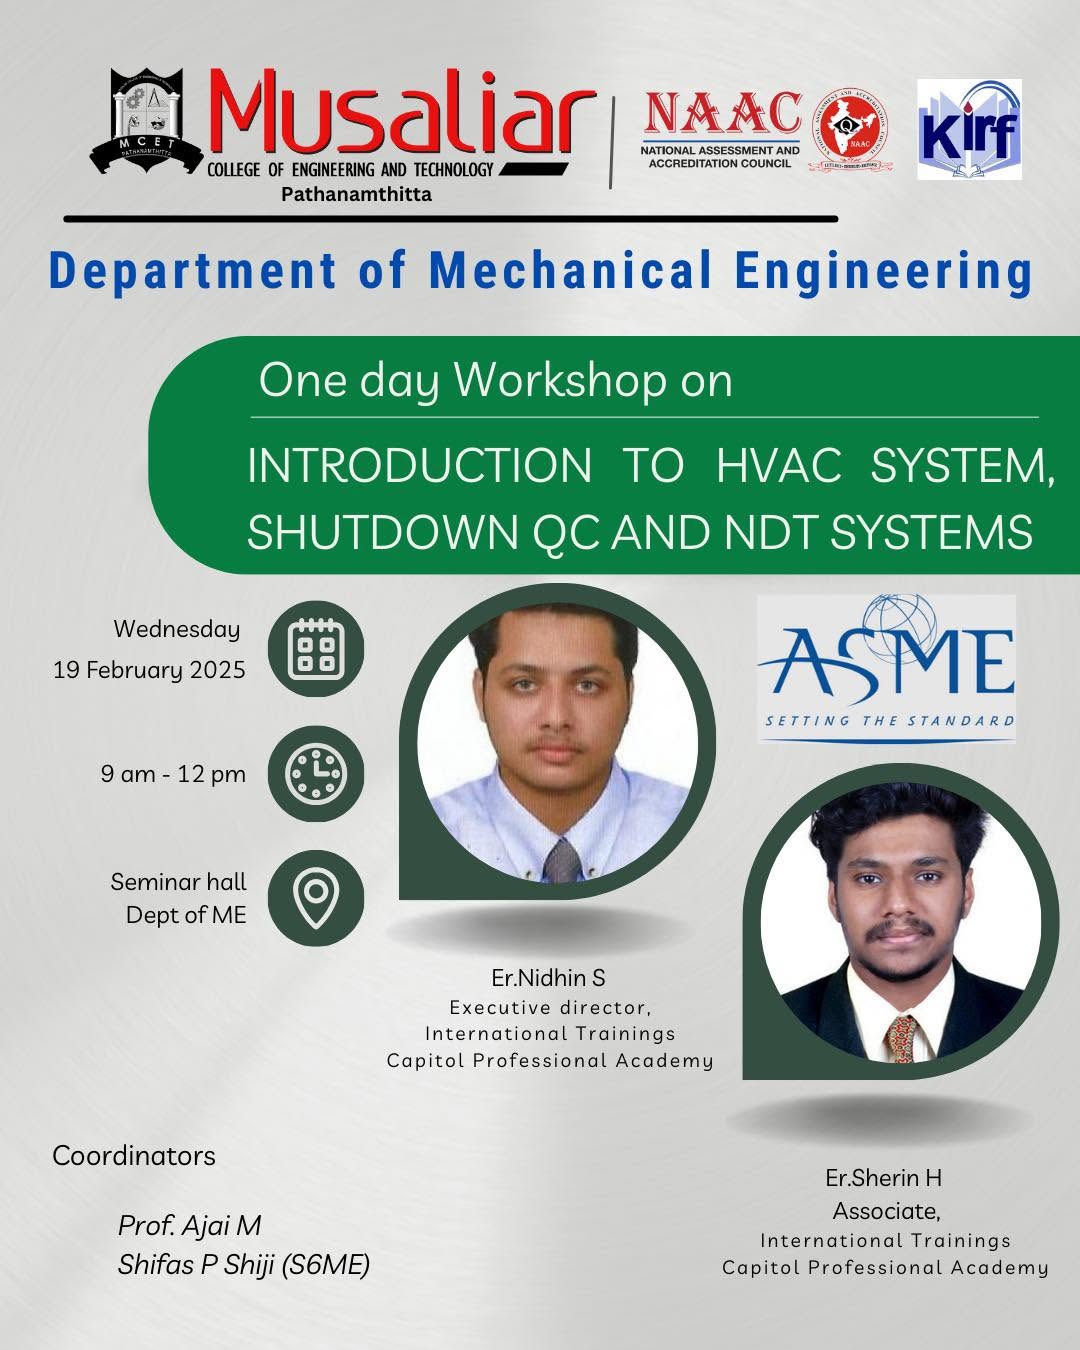 MCET
PATHANAMTHITTA
Musaliar
COLLEGE OF ENGINEERING AND TECHNOLOGY
Pathanamthitta
NAAC
NATIONAL ASSESSMENT AND
ACCREDITATION COUNCIL
NAAC
Kirf
Department of Mechanical Engineering
One day Workshop on
INTRODUCTION TO HVAC SYSTEM,
SHUTDOWN QC AND NDT SYSTEMS
Wednesday
19 February 2025
9 am - 12 pm
Seminar hall
Dept of ME
ASME
SETTING THE STANDARD
Er.Nidhin S
Executive director,
International Trainings
Capitol Professional Academy
Er.Sherin H
Associate,
International Trainings
Capitol Professional Academy
Coordinators
Prof. Ajai M
Shifas P Shiji (S6ME)